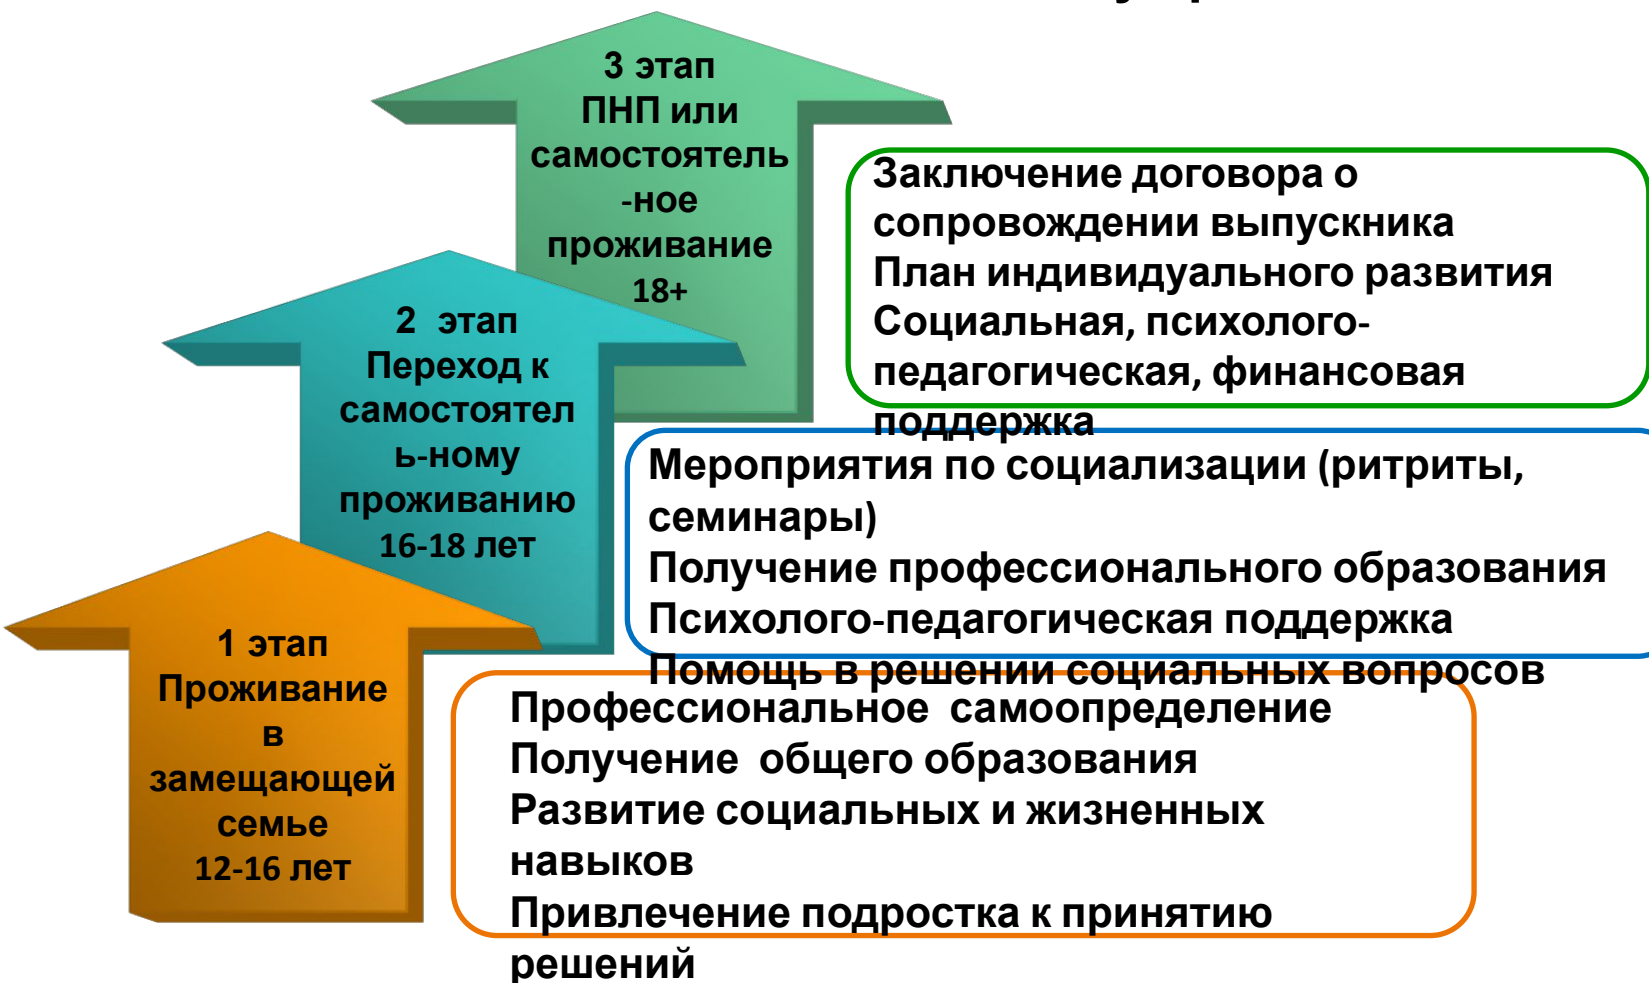 3 этап
ПНП или
самостоятель
-ное
проживание
18+
Заключение договора о
сопровождении выпускника
План индивидуального развития
Социальная, психолого-
педагогическая, финансовая
поддержка
2 этап
Переход к
самостоятел
ь-ному
проживанию
16-18 лет
Мероприятия по социализации (ритриты,
семинары)
Получение профессионального образования
Психолого-педагогическая поддержка
Помощь в решении социальных вопросов
1 этап
Проживание
в
замещающей
семье
12-16 лет
Профессиональное самоопределение
Получение общего образования
Развитие социальных и жизненных
навыков
Привлечение подростка к принятию
решений